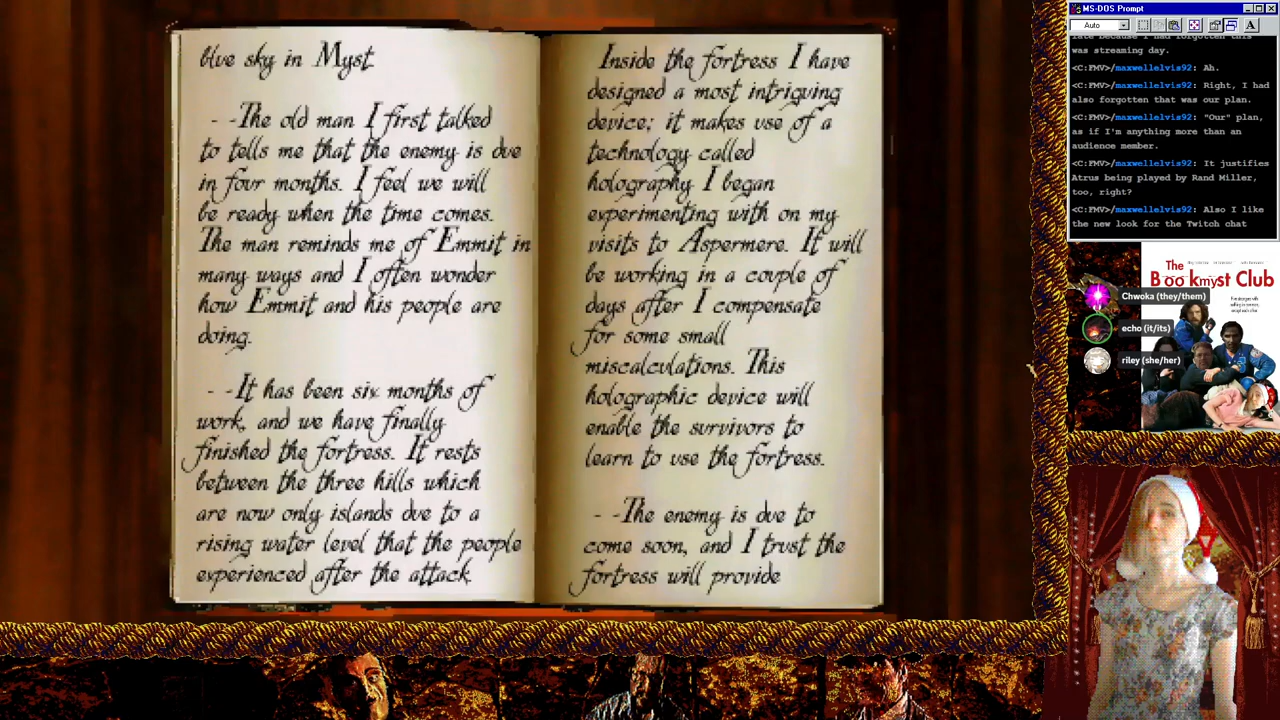 blue sky in Myst
- -The old man I first talked
to tells me that the enemy is due
in four months. I feel we will
be ready when the time comes.
The man reminds me of Emmit in
many ways and I often wonder
how Emmit and his people are
doing.
- -It has been six months of
work, and we have finally
finished the fortress. It rests
between the three hills which
are now only islands due to a
rising water level that the people
experienced after the attack.
Inside the fortress I have
designed a most intriguing
device; it makes use of a
technology called
holography I began
experimenting with on my
visits to Aspermere. It will
be working in a couple of
days after I compensate
for some small
miscalculations. This
holographic device will
enable the survivors to
learn to use the fortress.
- -The enemy is due to
come soon, and I trust the
fortress will provide
MS-DOS Prompt
Auto
late because I had forgotten this
was streaming day.
<C:FMV>/maxwellelvis92: Ah.
<C:FMV>/maxwellelvis92: Right, I had
also forgotten that was our plan.
<C:FMV>/maxwellelvis92: "Our" plan,
as if I'm anything more than an
audience member.
<C:FMV>/maxwellelvis92: It justifies
Atrus being played by Rand Miller,
too, right?
<C:FMV>/maxwellelvis92: Also I like
the new look for the Twitch chat
The
Bookmyst Club
Chwoka (they/them)
echo (it/its)
riley (she/her)